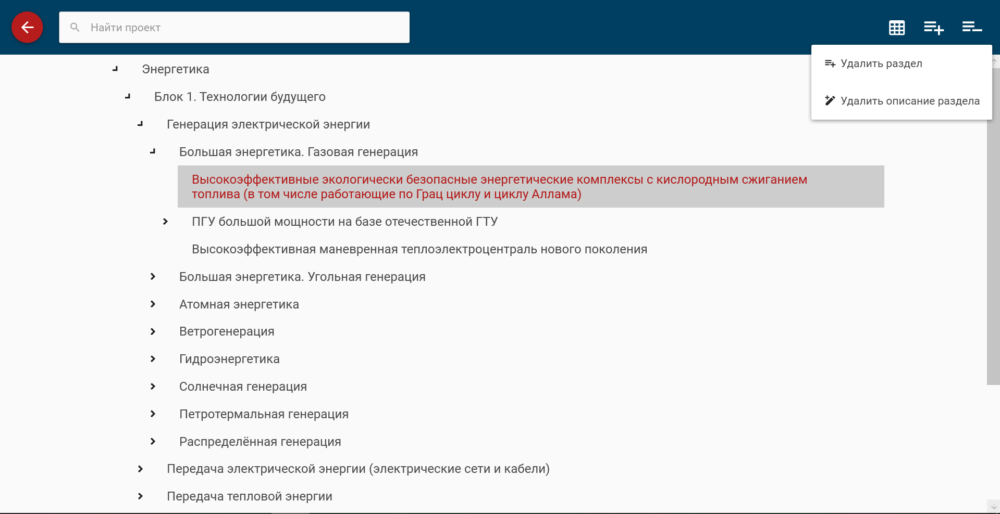 Найти проект
Удалить раздел
Удалить описание раздела
Энергетика
Блок 1. Технологии будущего
Генерация электрической энергии
Большая энергетика. Газовая генерация
Высокоэффективные экологически безопасные энергетические комплексы с кислородным сжиганием
топлива (в том числе работающие по Грац циклу и циклу Аллама)
ПГУ большой мощности на базе отечественной ГТУ
Высокоэффективная маневренная теплоэлектроцентраль нового поколения
Большая энергетика. Угольная генерация
Атомная энергетика
Ветрогенерация
Гидроэнергетика
Солнечная генерация
Петротермальная генерация
Распределённая генерация
Передача электрической энергии (электрические сети и кабели)
Передача тепловой энергии